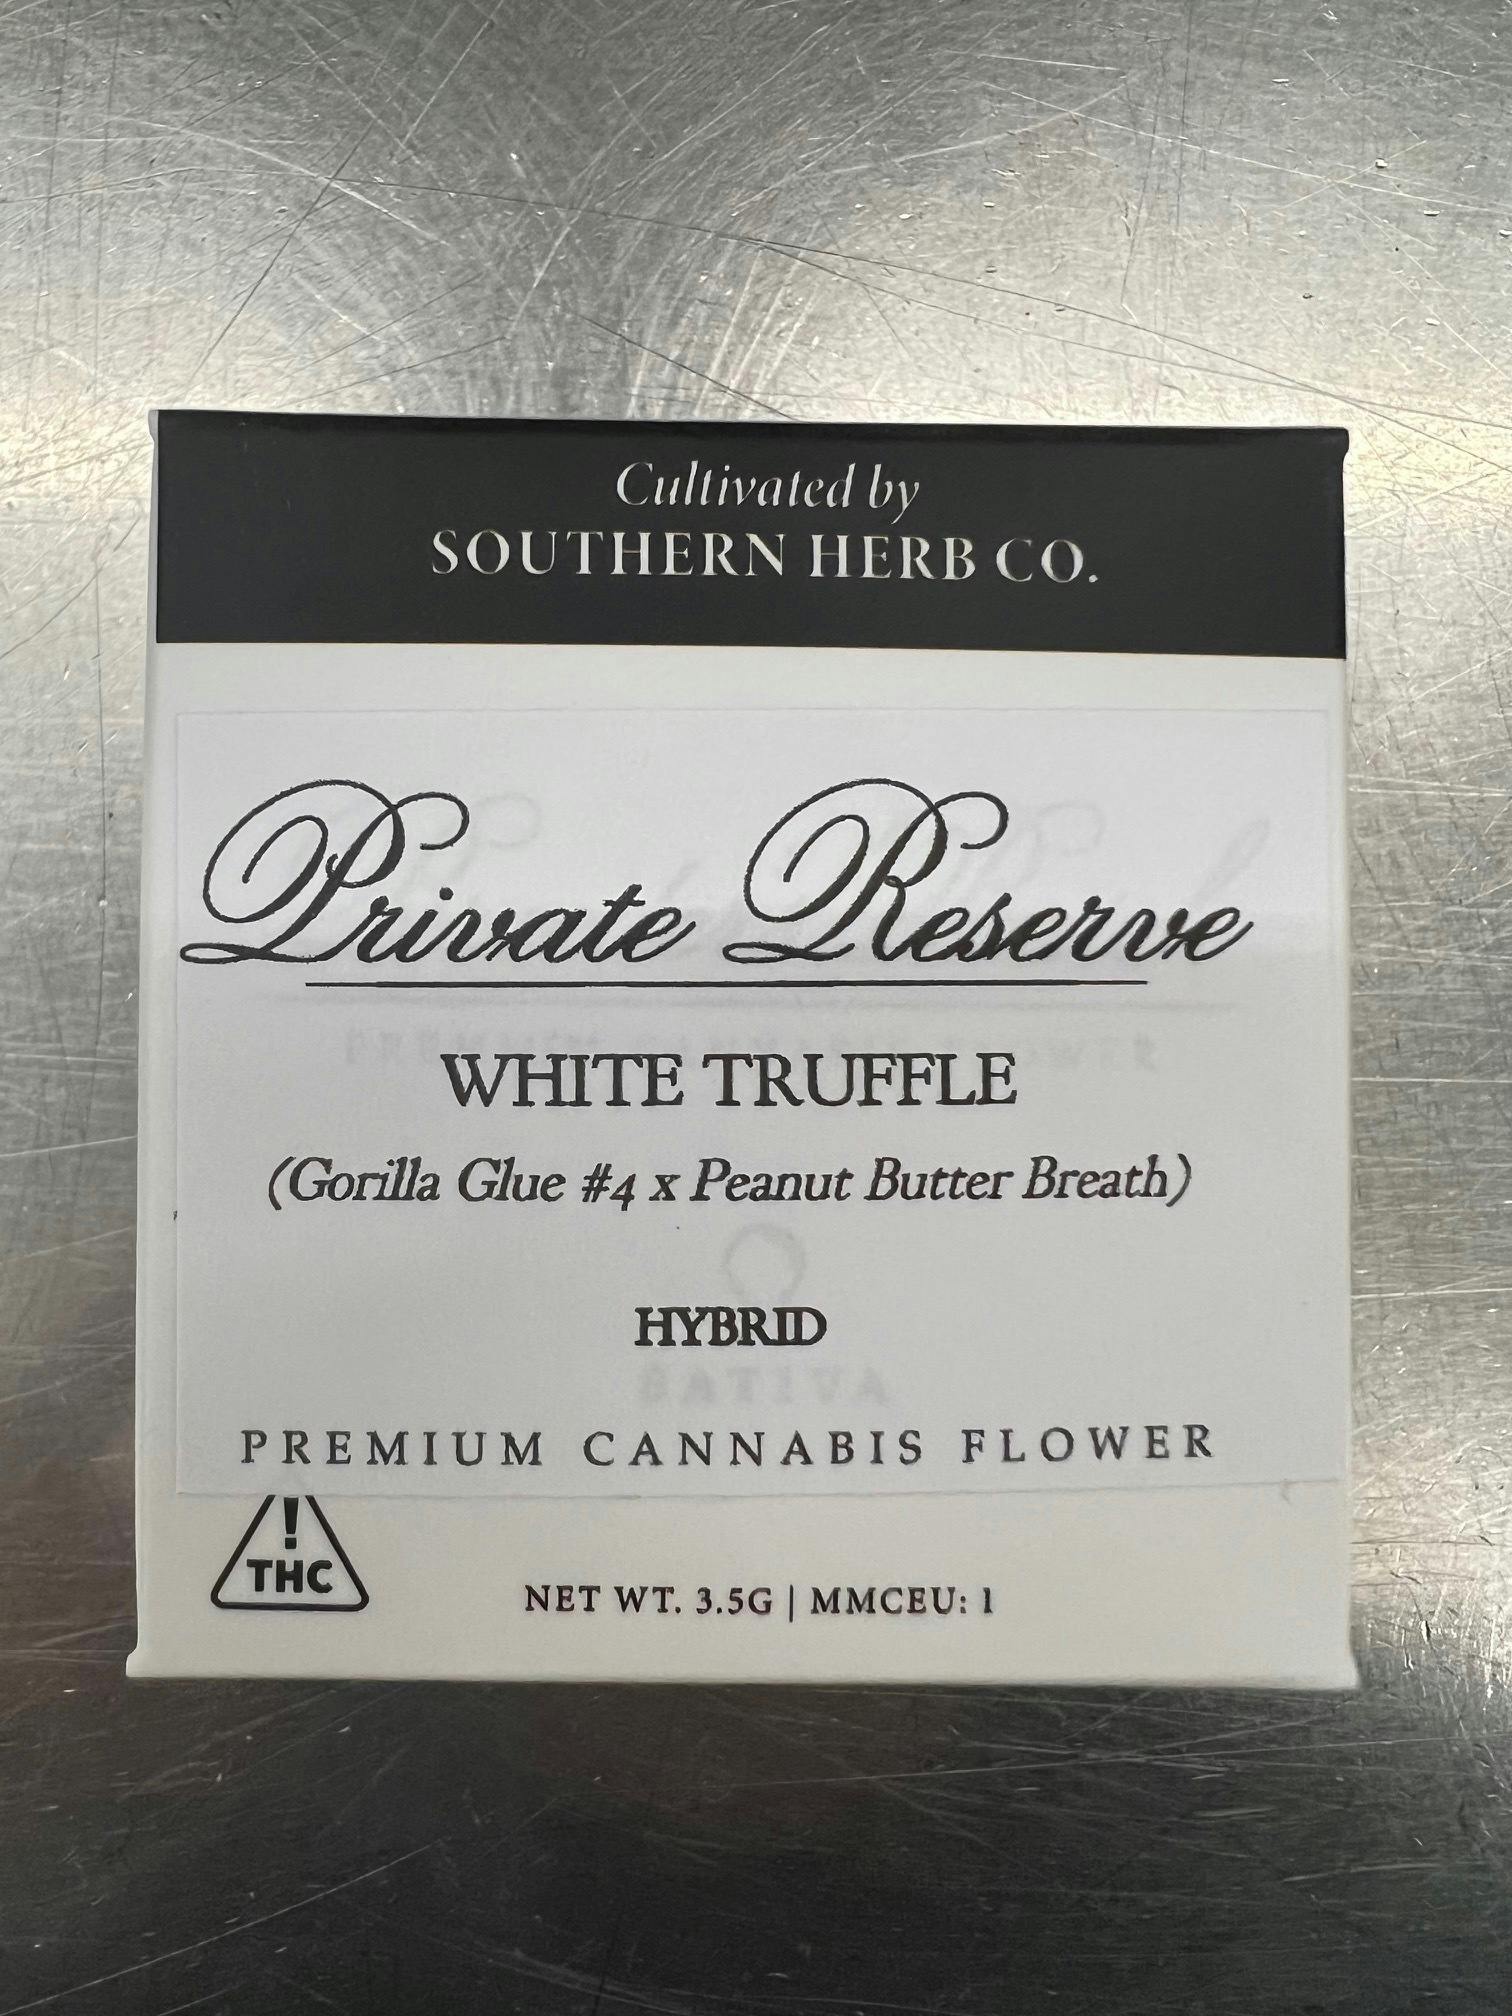 Cultivated by
SOUTHERN HERB CO.
Private Reserve
WHITE TRUFFLE
(Gorilla Glue #4 x Peanut Butter Breath)
HYBRID
SATIVA
PREMIUM CANNABIS FLOWER
!
THC
NET WT. 3.5G | MMCEU: 1